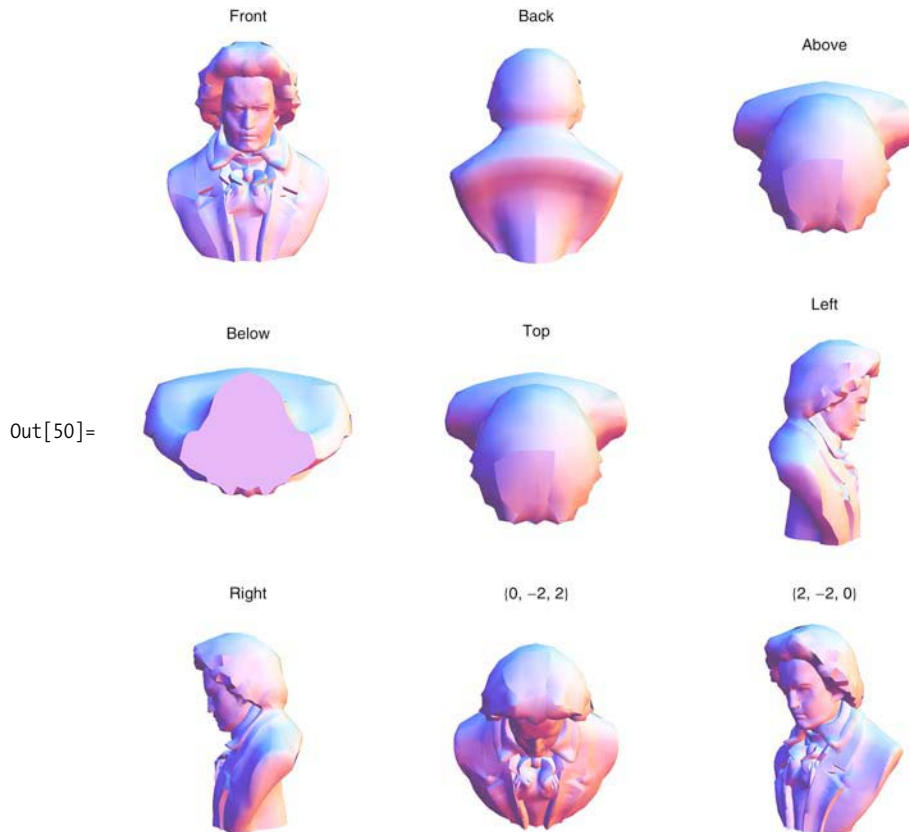 Front
Back
Above
Below
Top
Left
Out[50]=
Right
{0, −2, 2}
{2, −2, 0}